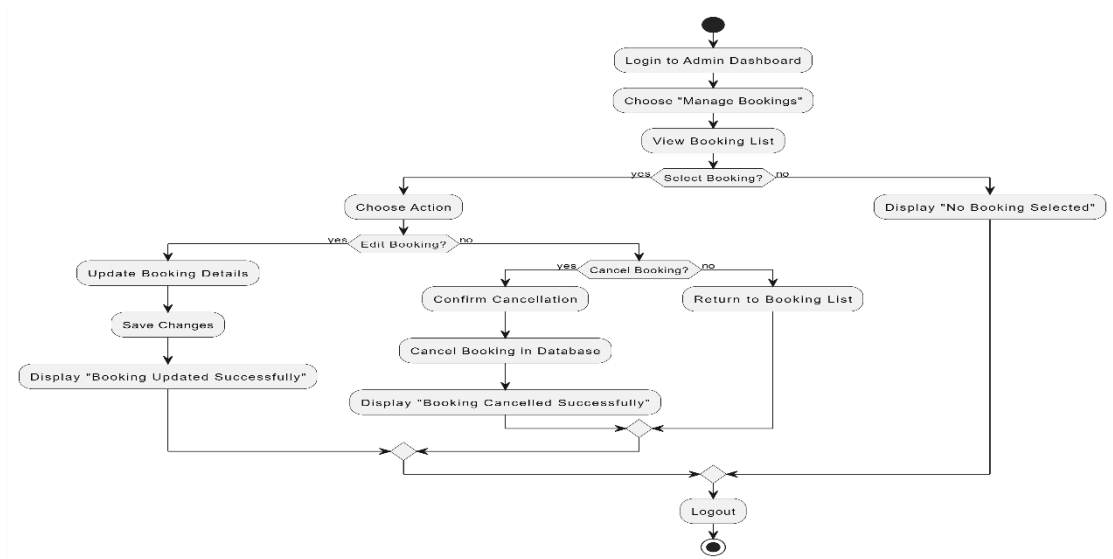 Login to Admin Dashboard
Choose "Manage Bookings"
View Booking List
yes
Select Booking?
no
Choose Action
Display "No Booking Selected"
yes
Edit Booking?
no
Update Booking Details
yes
Cancel Booking?
no
Confirm Cancellation
Return to Booking List
Save Changes
Cancel Booking in Database
Display "Booking Updated Successfully"
Display "Booking Cancelled Successfully"
Logout